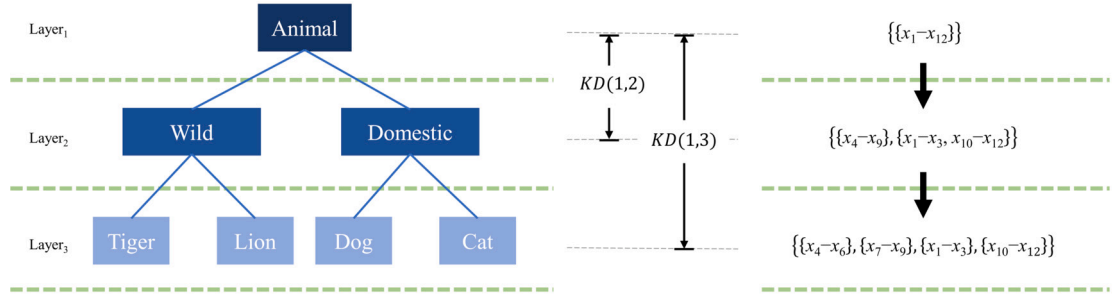 Layer₁
Animal
{{x₁−x₁₂}}
KD(1,2)
Layer₂
Wild
Domestic
KD(1,3)
{{x₄−x₉},{x₁−x₃, x₁₀−x₁₂}}
Layer₃
Tiger
Lion
Dog
Cat
{{x₄−x₆},{x₇−x₉},{x₁−x₃},{x₁₀−x₁₂}}